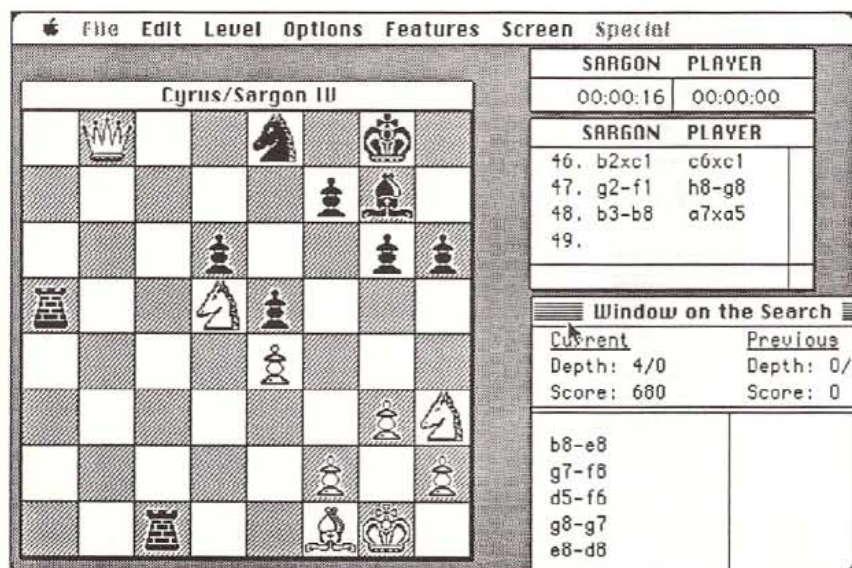 File Edit Level Options Features Screen Special
Cyrus/Sargon IV
SARGON PLAYER
00:00:16 00:00:00
SARGON PLAYER
46. b2xc1 c6xc1
47. g2-f1 h8-g8
48. b3-b8 a7xa5
49.
Window on the Search
Current Previous
Depth: 4/0 Depth: 0/
Score: 680 Score: 0
b8-e8
g7-f8
d5-f6
g8-g7
e8-d8